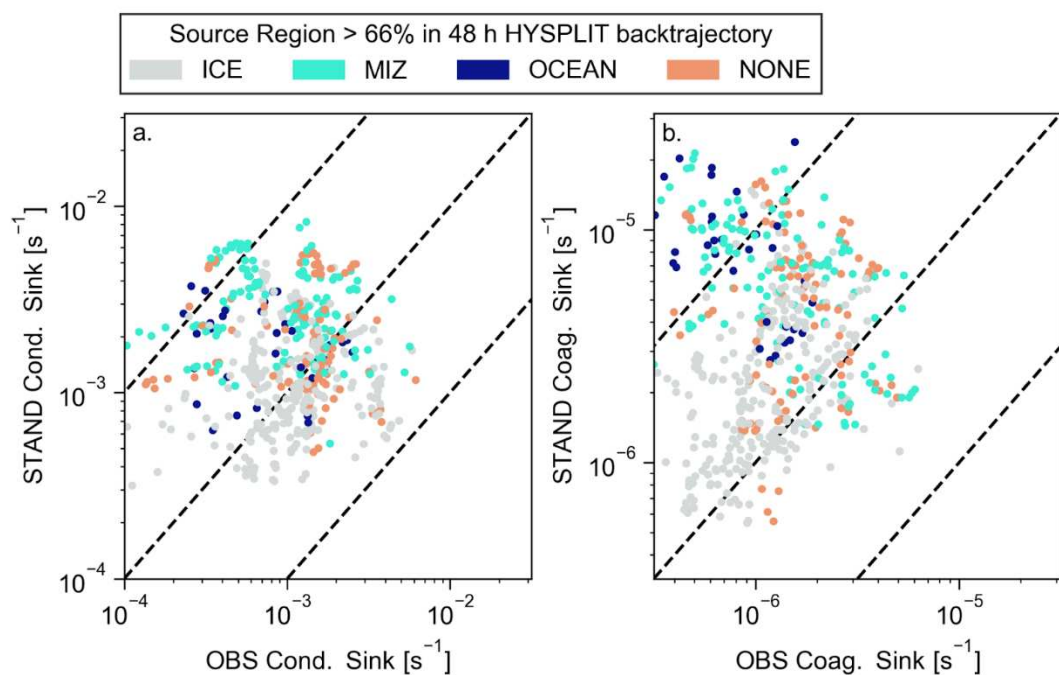 Source Region > 66% in 48 h HYSPLIT backtrajectory
ICE MIZ OCEAN NONE
a.
b.
10⁻²
10⁻³
10⁻⁴
STAND Cond. Sink [s⁻¹]
10⁻⁴ 10⁻³ 10⁻²
OBS Cond. Sink [s⁻¹]
10⁻⁵
10⁻⁶
STAND Coag. Sink [s⁻¹]
10⁻⁶ 10⁻⁵
OBS Coag. Sink [s⁻¹]